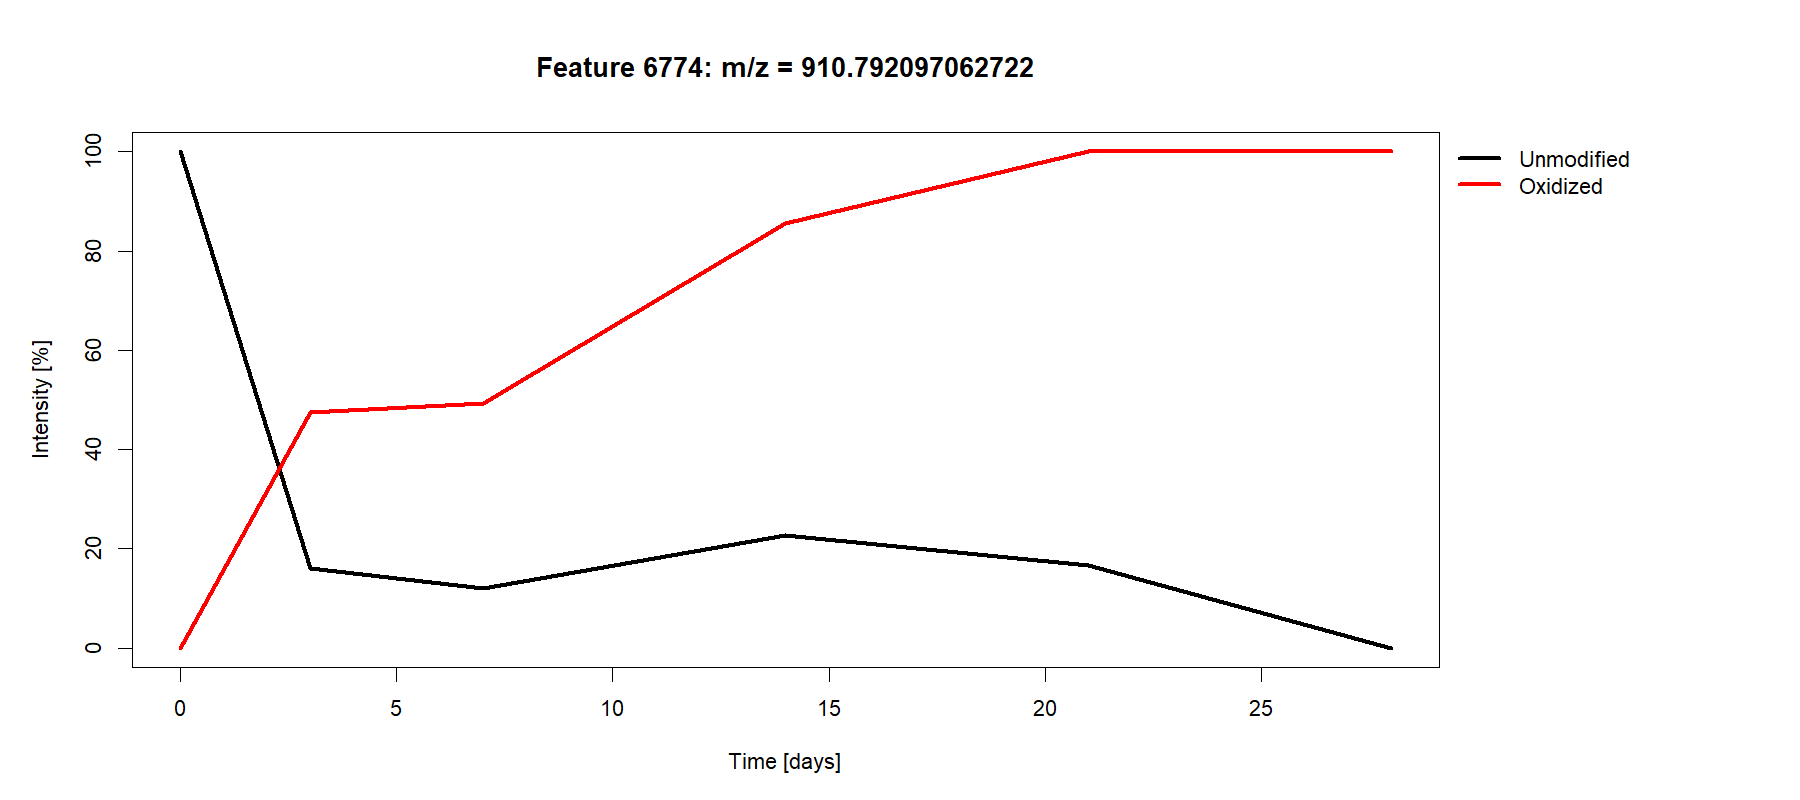 Feature 6774: m/z = 910.792097062722
Unmodified
Oxidized
Intensity [%]
100
80
60
40
20
0
0 5 10 15 20 25
Time [days]